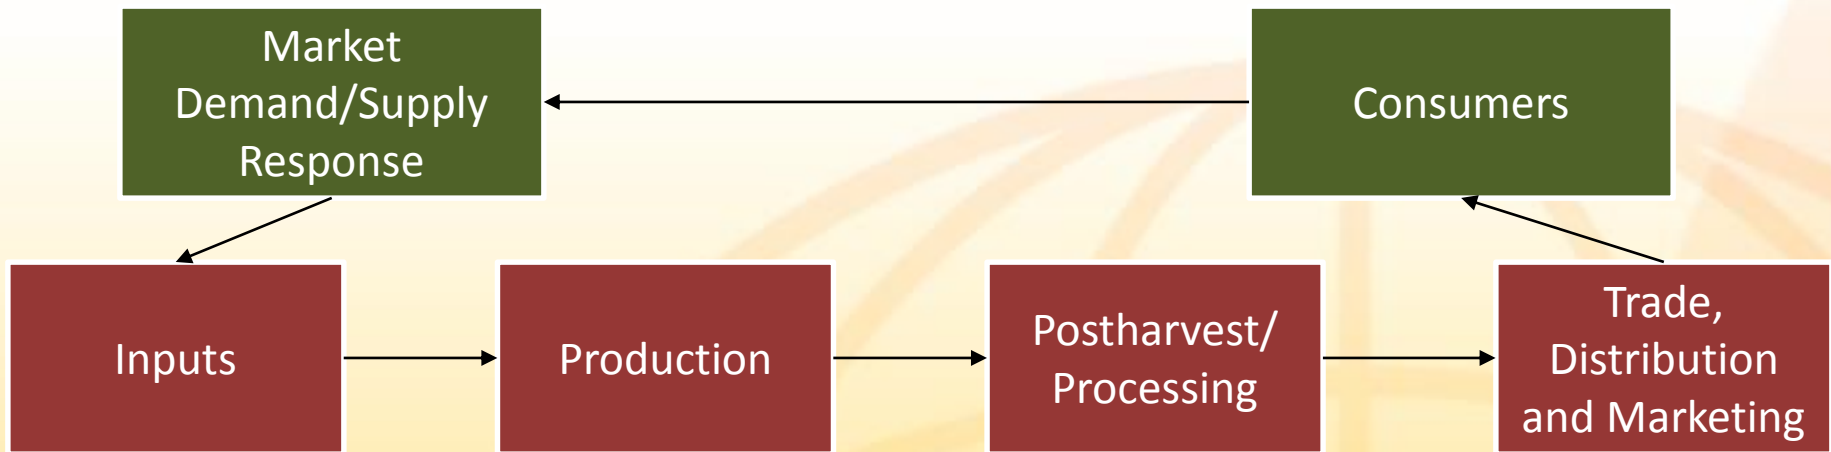 Market
Demand/Supply
Response
Consumers
Inputs
Production
Postharvest/
Processing
Trade,
Distribution
and Marketing